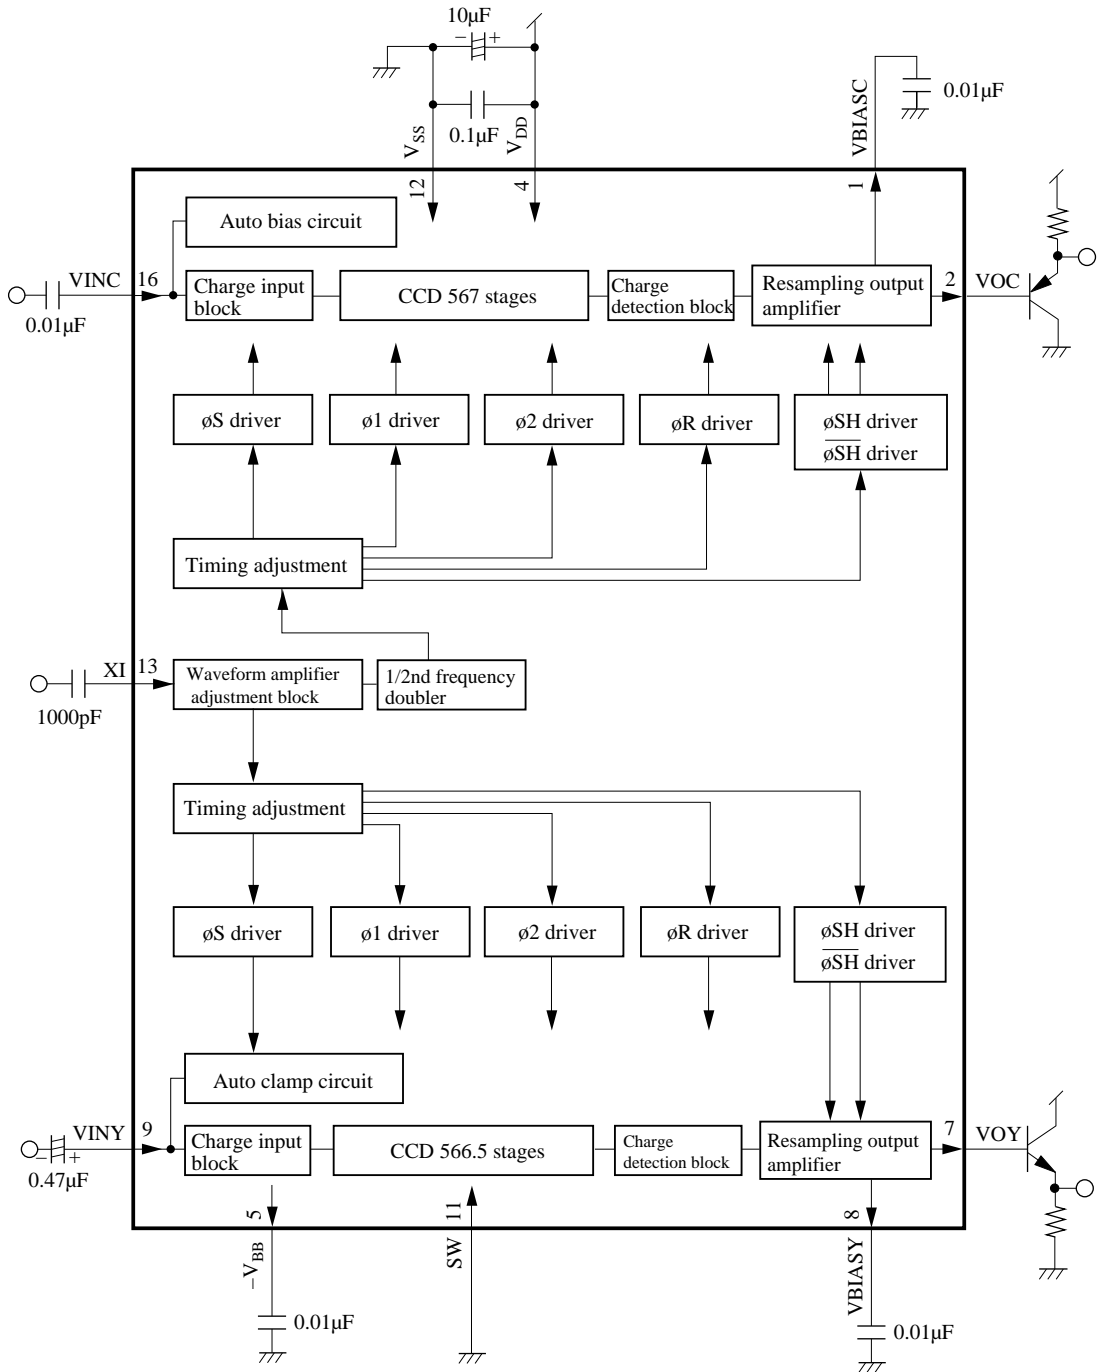 10µF
− +
0.1µF
VSS
VDD
12
4
VBIASC
1
0.01µF
Auto bias circuit
VINC
16
0.01µF
Charge input
block
CCD 567 stages
Charge
detection block
Resampling output
amplifier
2
VOC
øS driver
ø1 driver
ø2 driver
øR driver
øSH driver
øSH driver
Timing adjustment
XI
13
1000pF
Waveform amplifier
adjustment block
1/2nd frequency
doubler
Timing adjustment
øS driver
ø1 driver
ø2 driver
øR driver
øSH driver
øSH driver
Auto clamp circuit
VINY
9
− +
0.47µF
Charge input
block
CCD 566.5 stages
Charge
detection block
Resampling output
amplifier
7
VOY
5
−VBB
0.01µF
11
SW
8
VBIASY
0.01µF